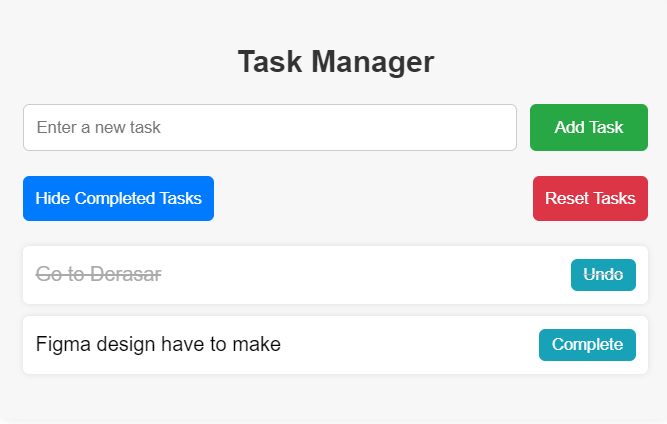 Task Manager
Enter a new task
Add Task
Hide Completed Tasks
Reset Tasks
Go to Derasar
Undo
Figma design have to make
Complete